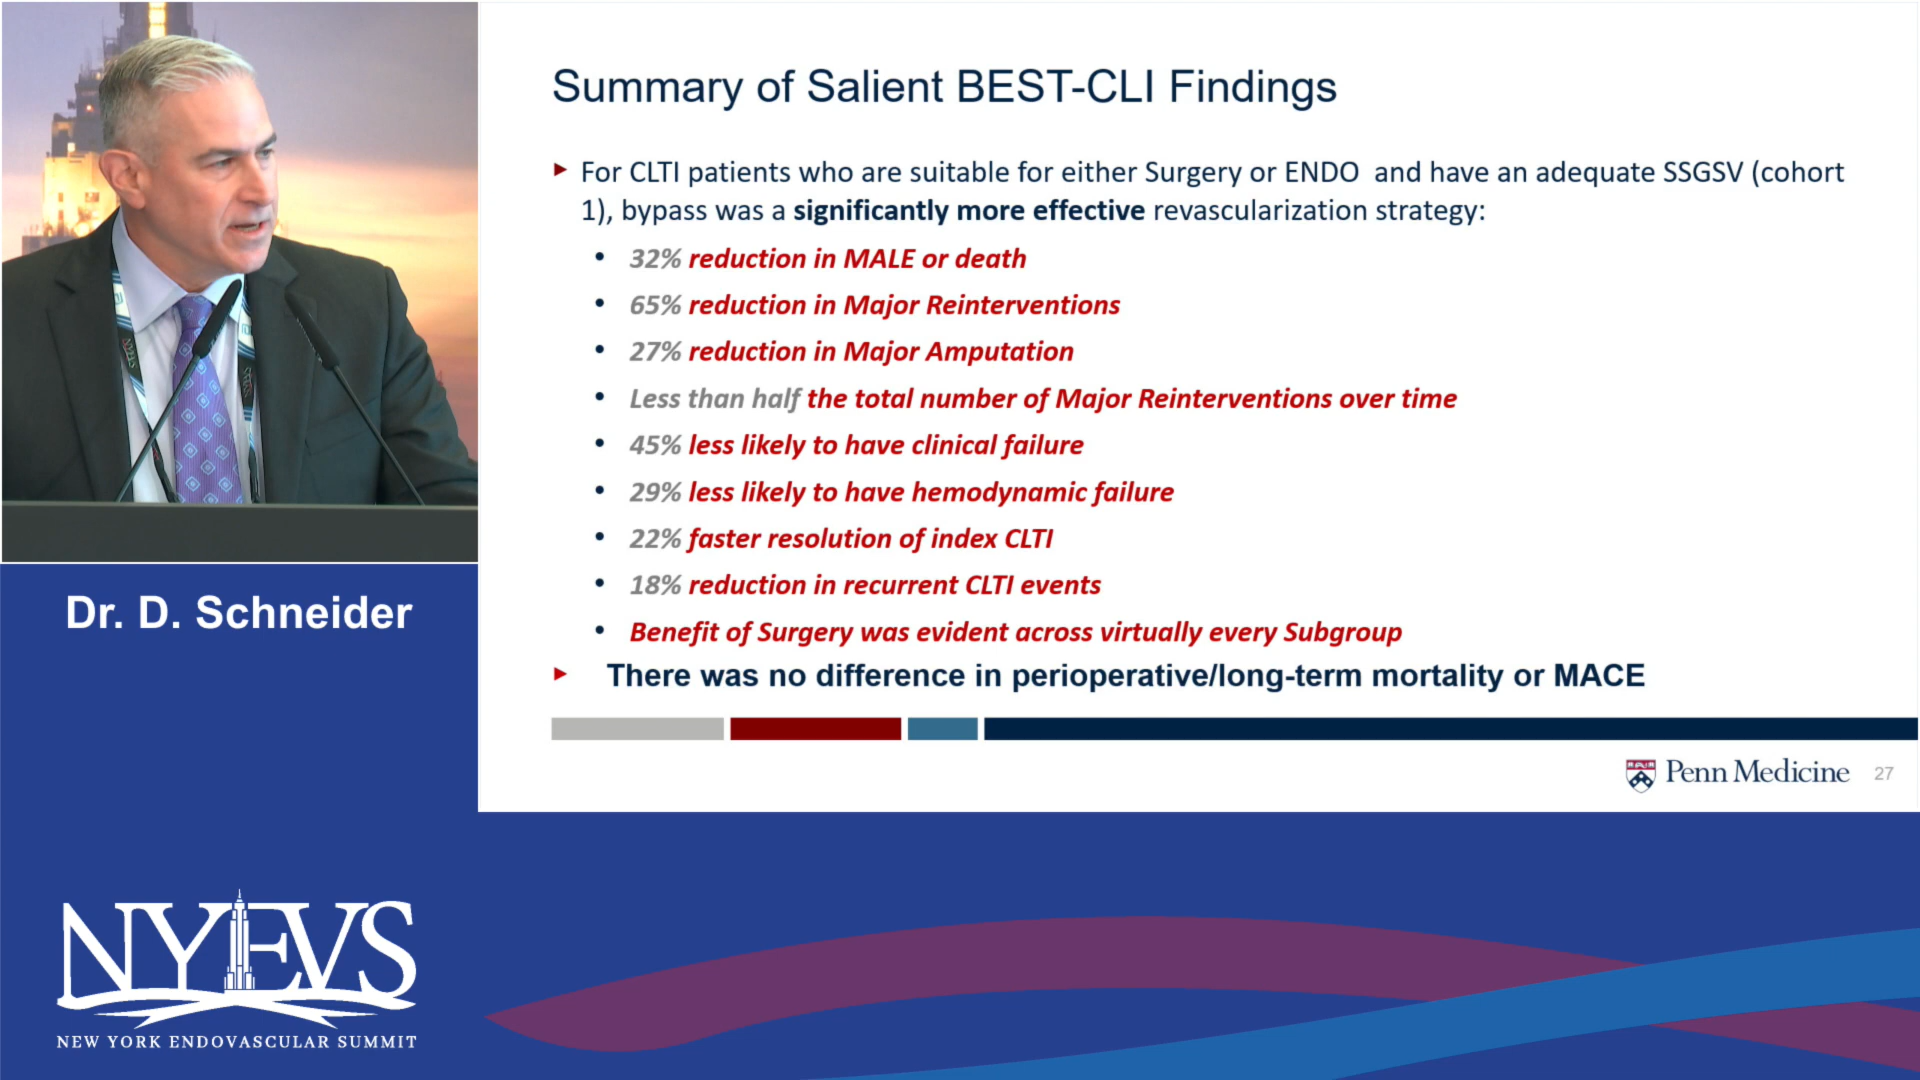 Summary of Salient BEST-CLI Findings
For CLTI patients who are suitable for either Surgery or ENDO and have an adequate SSGSV (cohort
1), bypass was a significantly more effective revascularization strategy:
• 32% reduction in MALE or death
• 65% reduction in Major Reinterventions
• 27% reduction in Major Amputation
• Less than half the total number of Major Reinterventions over time
• 45% less likely to have clinical failure
• 29% less likely to have hemodynamic failure
• 22% faster resolution of index CLTI
• 18% reduction in recurrent CLTI events
• Benefit of Surgery was evident across virtually every Subgroup
There was no difference in perioperative/long-term mortality or MACE
Penn Medicine 27
Dr. D. Schneider
NYEVS
NEW YORK ENDOVASCULAR SUMMIT